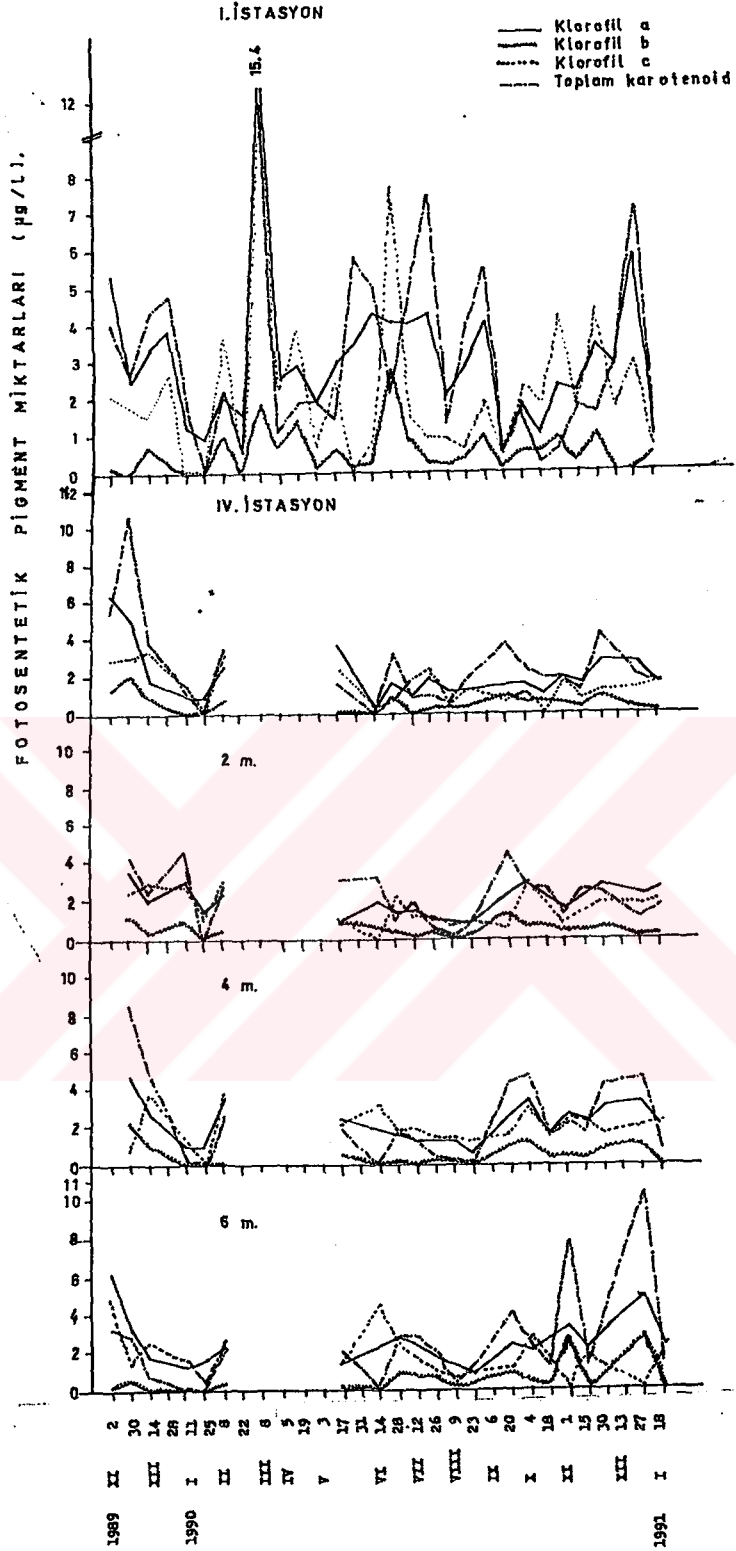 I.İSTASYON
Klorofil a
Klorofil b
Klorofil c
Toplam karotenoid
15.4
FOTOSENTETİK PİGMENT MİKTARLARI (µg/L).
12
8
7
6
5
4
3
2
1
0
IV.İSTASYON
12
10
8
6
4
2
0
2 m.
10
8
6
4
2
0
4 m.
10
8
6
4
2
0
6 m.
11
10
8
6
4
2
0
2 30 14 28 11 25 8 22 8 5 19 3 17 31 14 28 12 26 9 23 6 20 4 18 1 15 30 13 27 18
XI XII I II III IV V VI VII VIII IX X XI XII I
1989 1990 1991